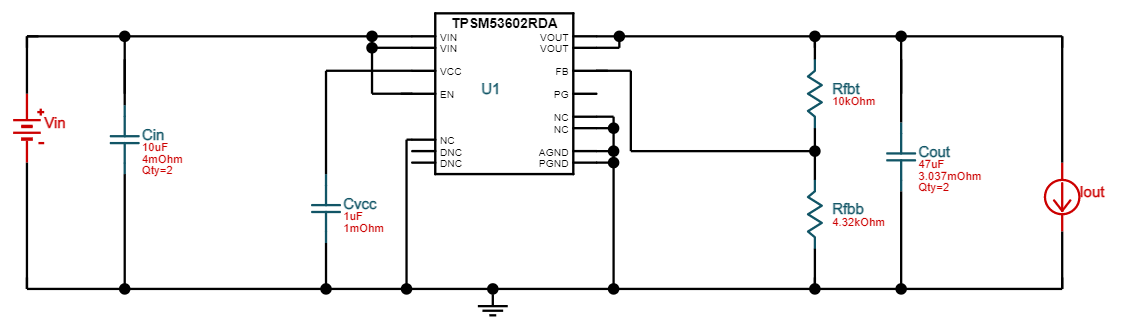 TPSM53602RDA
VIN
VIN
VCC
EN
NC
DNC
DNC
U1
VOUT
VOUT
FB
PG
NC
NC
AGND
PGND
+
Vin
-
Cin
10uF
4mOhm
Qty=2
Cvcc
1uF
1mOhm
Rfbt
10kOhm
Rfbb
4.32kOhm
Cout
47uF
3.037mOhm
Qty=2
Iout